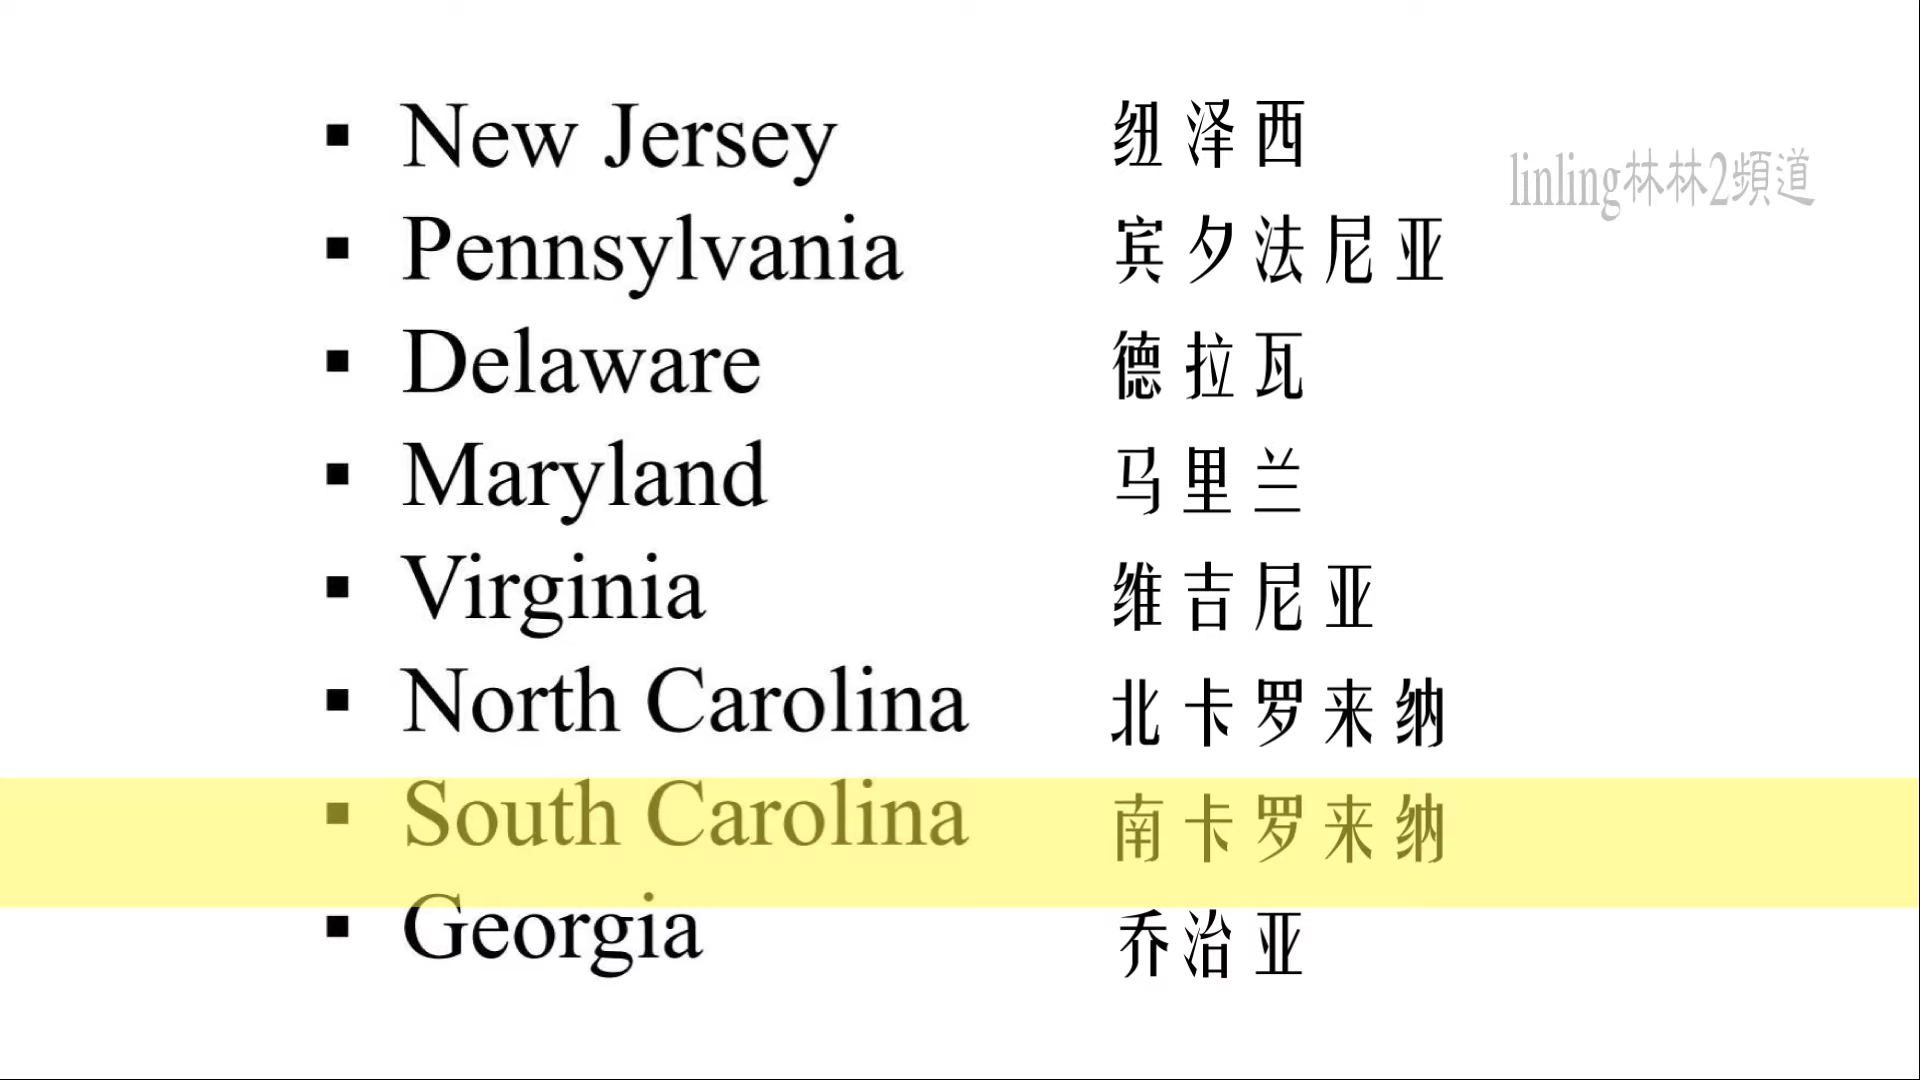 ▪ New Jersey 纽泽西
linling林林2頻道
▪ Pennsylvania 宾夕法尼亚
▪ Delaware 德拉瓦
▪ Maryland 马里兰
▪ Virginia 维吉尼亚
▪ North Carolina 北卡罗来纳
▪ South Carolina 南卡罗来纳
▪ Georgia 乔治亚